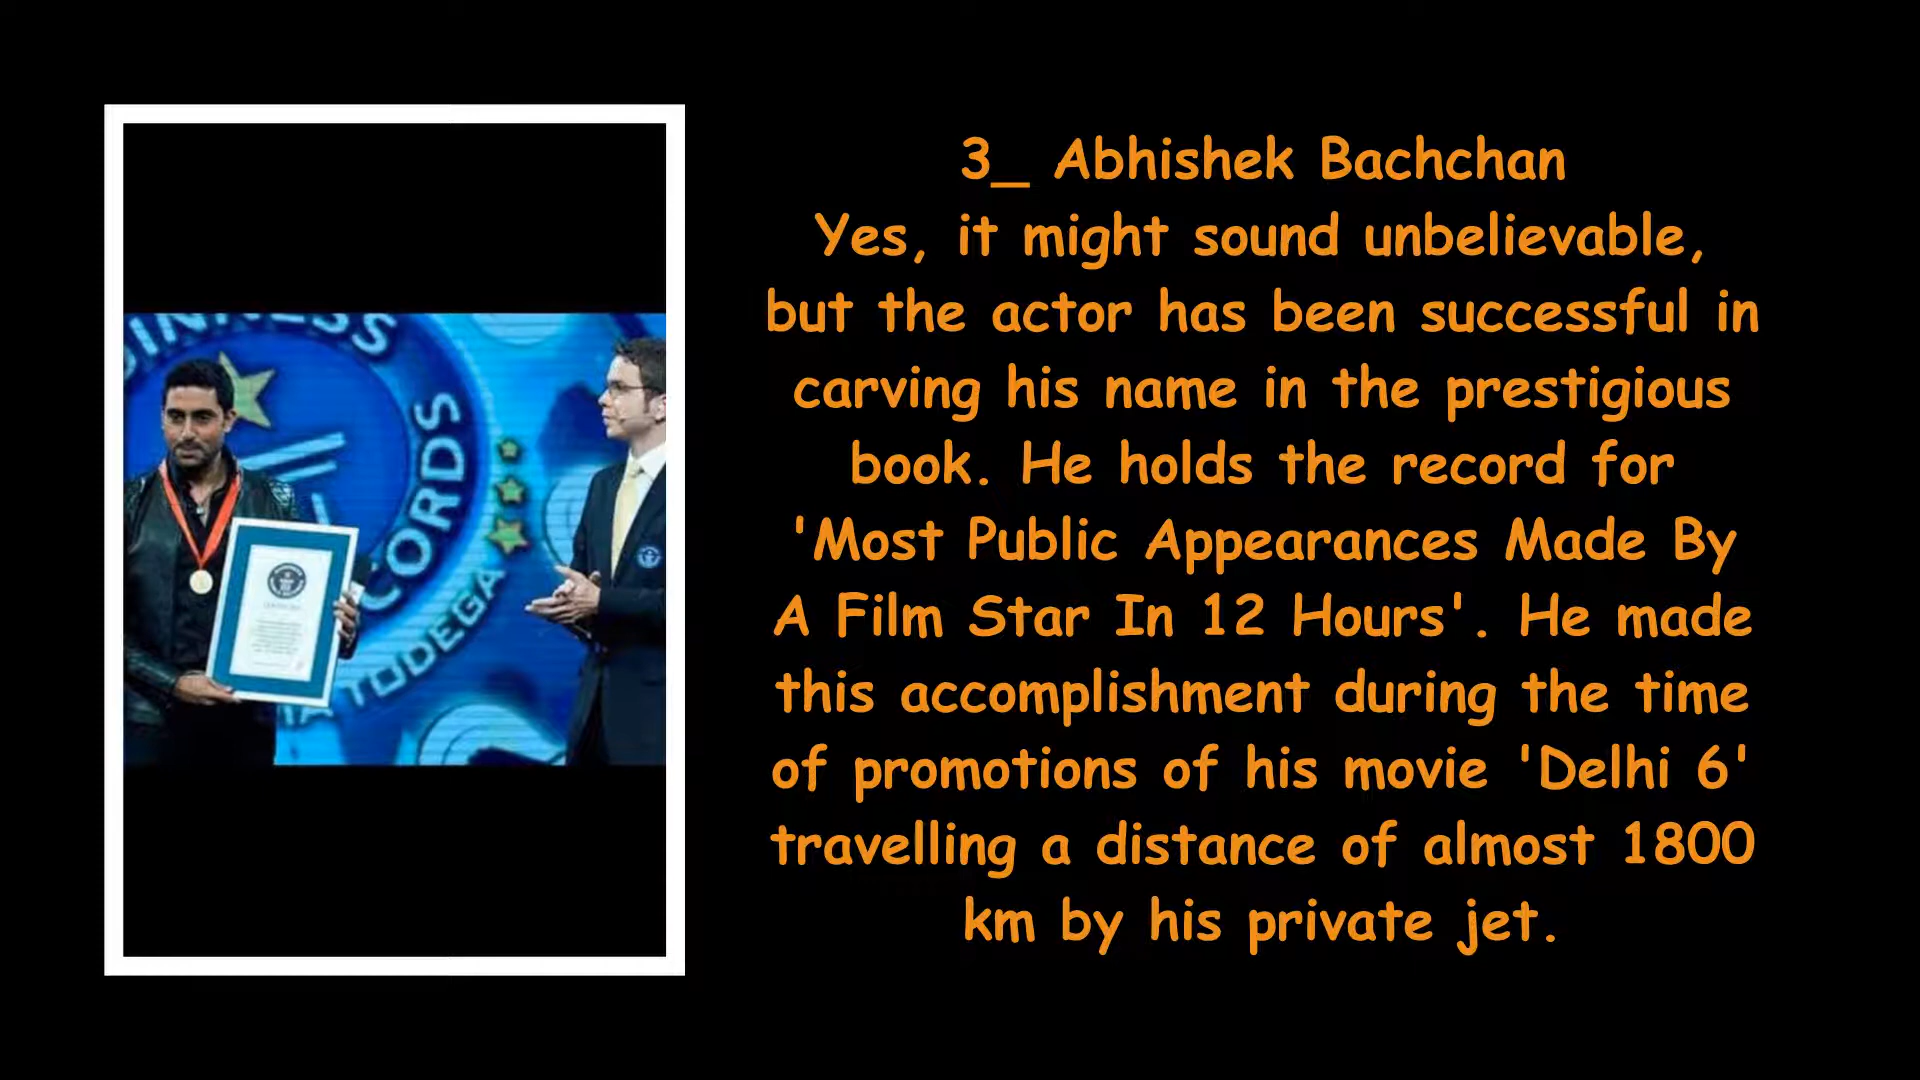 3_ Abhishek Bachchan
Yes, it might sound unbelievable,
but the actor has been successful in
carving his name in the prestigious
book. He holds the record for
'Most Public Appearances Made By
A Film Star In 12 Hours'. He made
this accomplishment during the time
of promotions of his movie 'Delhi 6'
travelling a distance of almost 1800
km by his private jet.